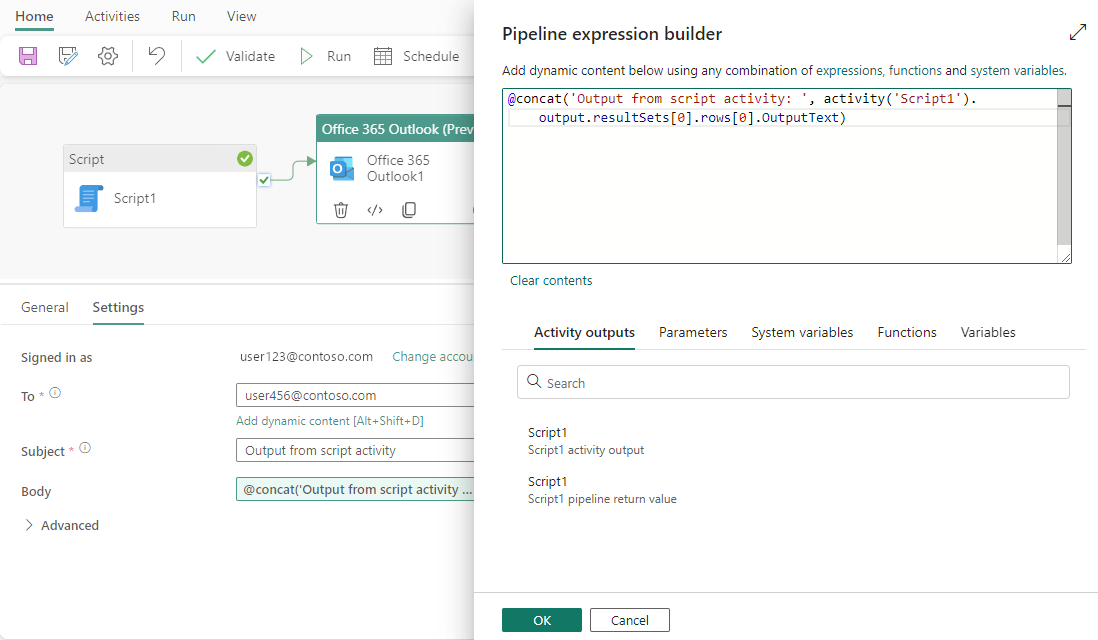 Home Activities Run View
Validate Run Schedule
Script
Script1
Office 365 Outlook (Prev
Office 365
Outlook1
General Settings
Signed in as user123@contoso.com Change accou
To * user456@contoso.com
Add dynamic content [Alt+Shift+D]
Subject * Output from script activity
Body @concat('Output from script activity ...
Advanced
Pipeline expression builder
Add dynamic content below using any combination of expressions, functions and system variables.
@concat('Output from script activity: ', activity('Script1').
output.resultSets[0].rows[0].OutputText)
Clear contents
Activity outputs Parameters System variables Functions Variables
Search
Script1
Script1 activity output
Script1
Script1 pipeline return value
OK Cancel